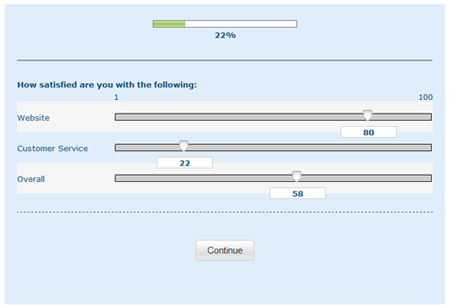 22%
How satisfied are you with the following:
1 100
Website
80
Customer Service
22
Overall
58
Continue